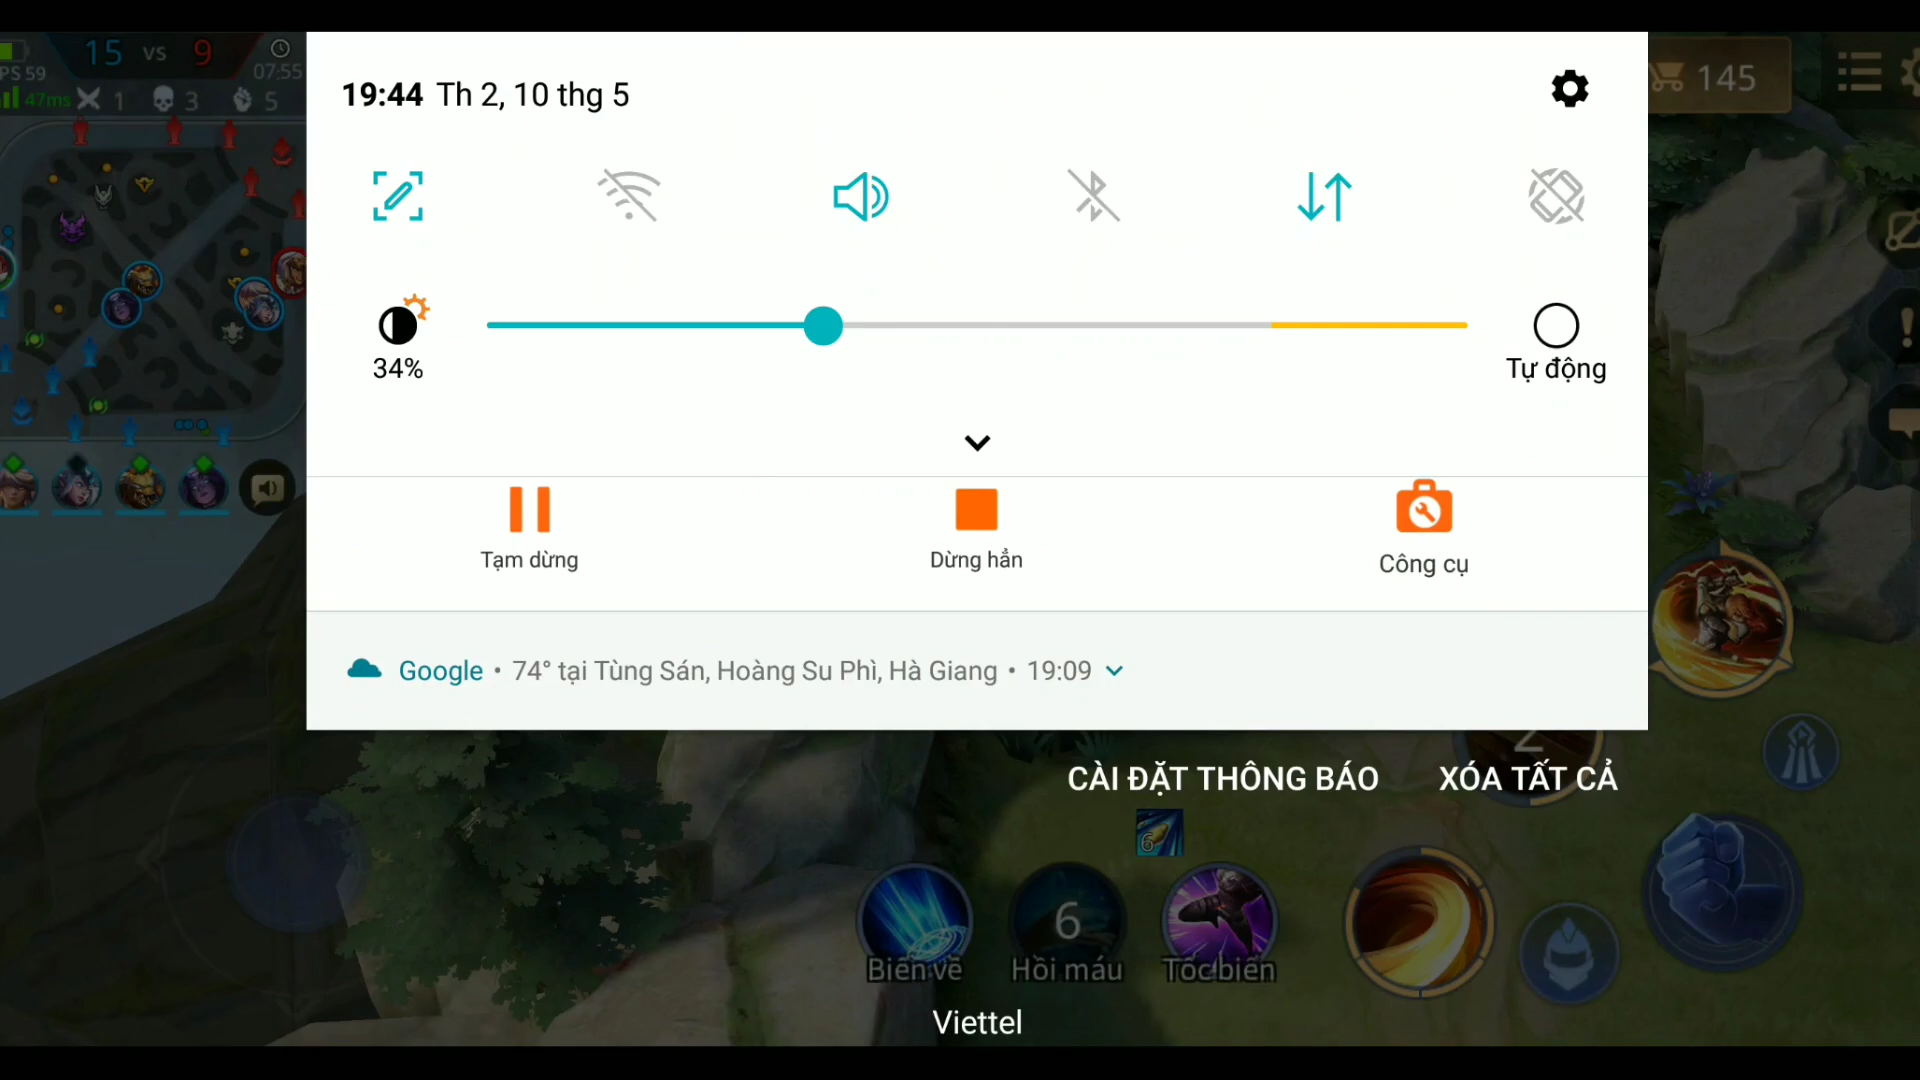 15 vs 9
07:55
PS 59
47ms
1
3
5
145
19:44 Th 2, 10 thg 5
34%
Tự động
Tạm dừng
Dừng hẳn
Công cụ
Google • 74° tại Tùng Sán, Hoàng Su Phì, Hà Giang • 19:09
2
CÀI ĐẶT THÔNG BÁO
XÓA TẤT CẢ
6
6
Biến về
Hồi máu
Tốc biến
Viettel